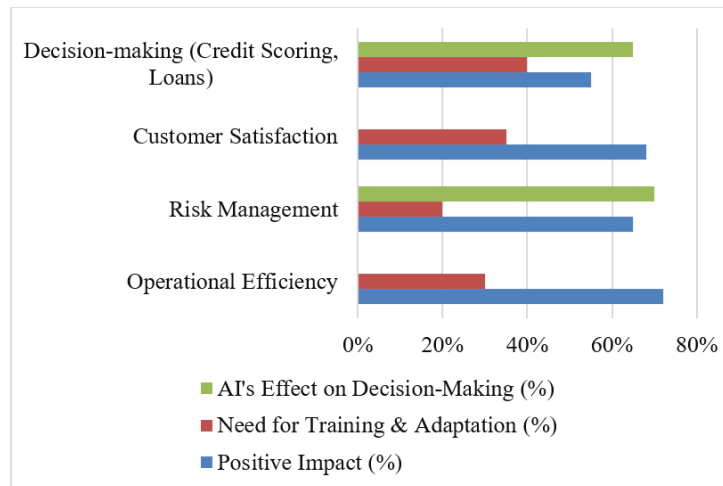 Decision-making (Credit Scoring,
Loans)
Customer Satisfaction
Risk Management
Operational Efficiency
0% 20% 40% 60% 80%
AI's Effect on Decision-Making (%)
Need for Training & Adaptation (%)
Positive Impact (%)